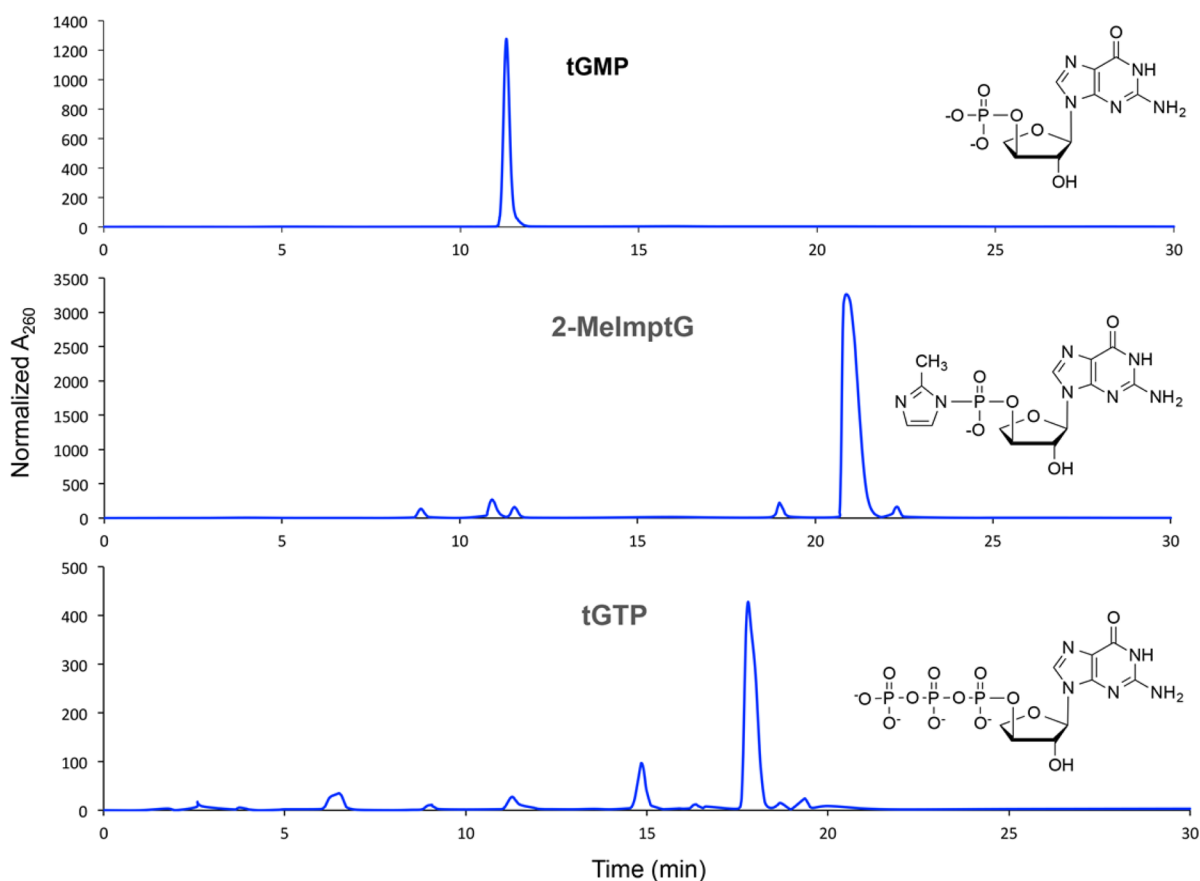 Normalized A260
1400
1200
1000
800
600
400
200
0
0 5 10 15 20 25 30
tGMP
O
N
NH
N
N
NH2
O
-O
P
O
O
-O
OH
3500
3000
2500
2000
1500
1000
500
0
0 5 10 15 20 25 30
2-MeImptG
CH3
N
N
P
O
O
-O
O
O
N
NH
N
N
NH2
OH
500
400
300
200
100
0
0 5 10 15 20 25 30
tGTP
O
N
NH
N
N
NH2
O O O
-O P O P O P O
O- O- O-
O
OH
Time (min)